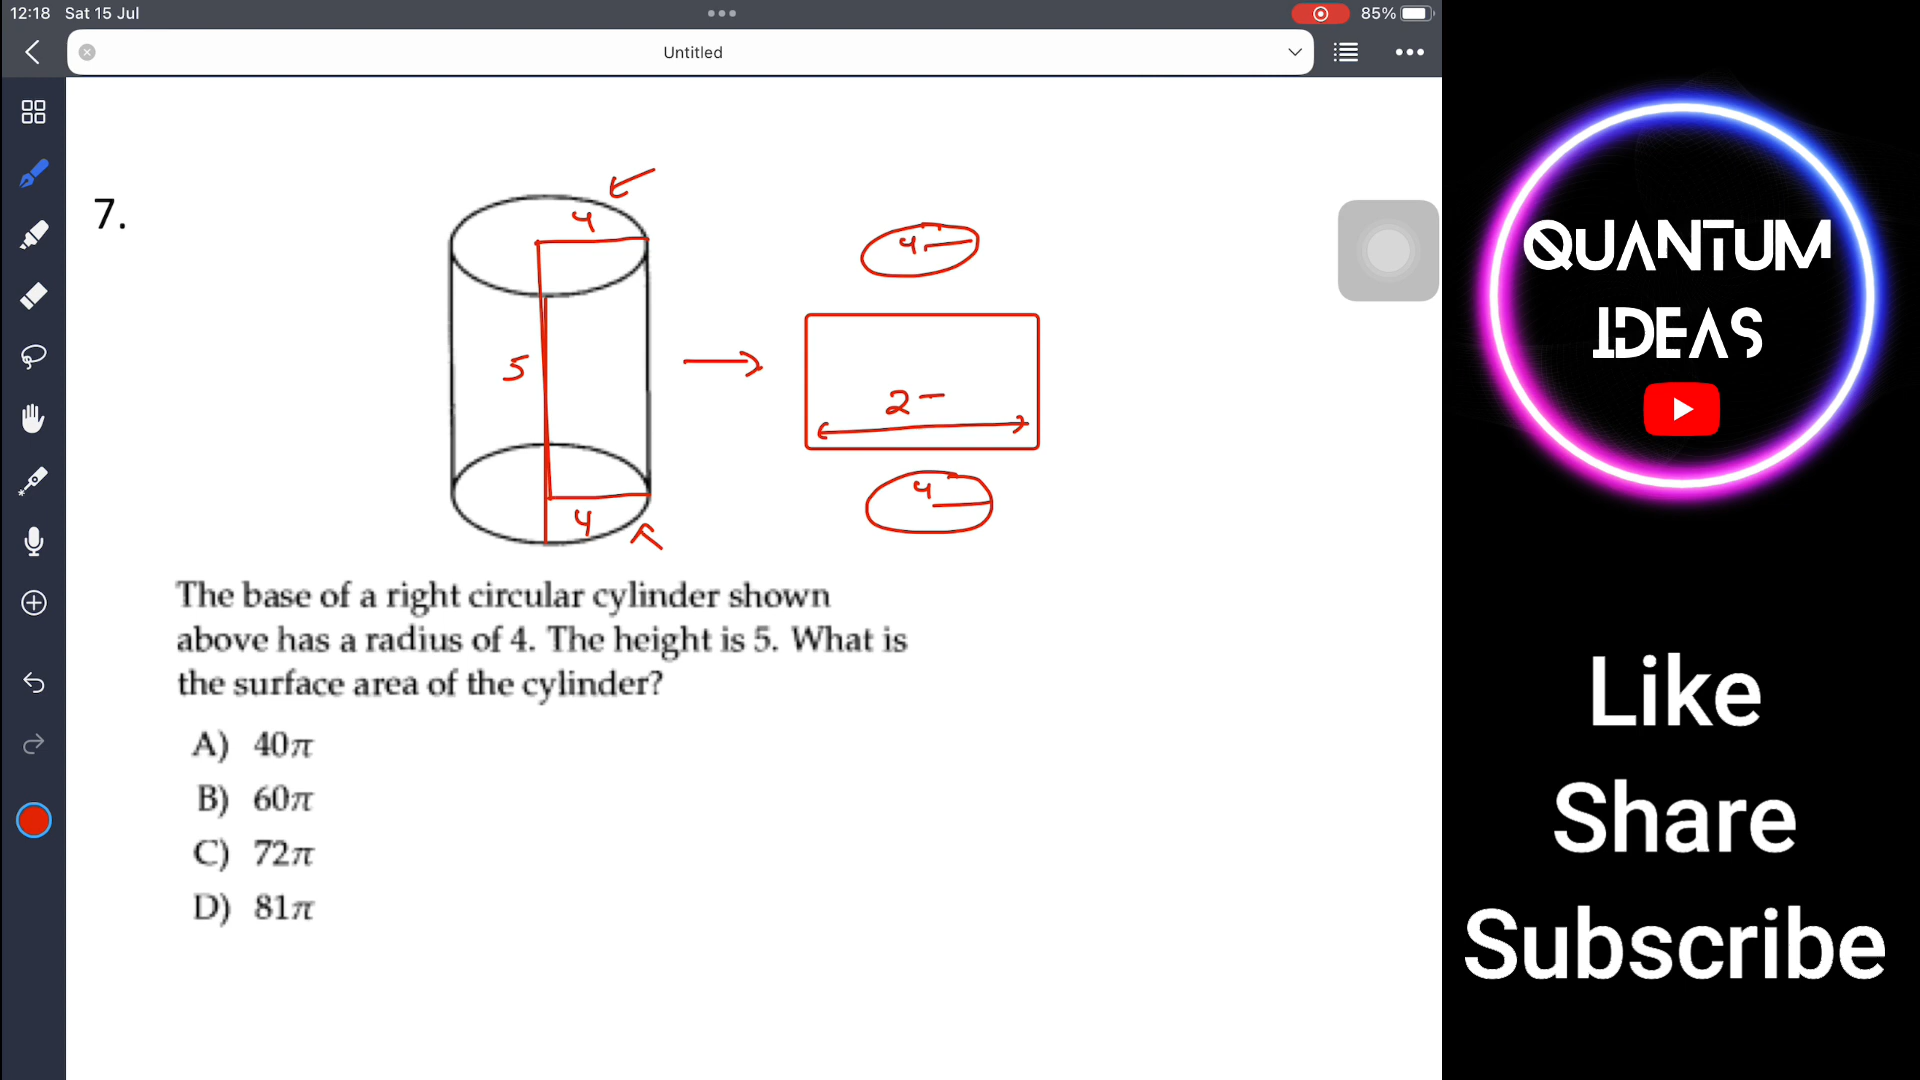 12:18 Sat 15 Jul
85%
Untitled
7.
4
5
4
4
2
4
The base of a right circular cylinder shown
above has a radius of 4. The height is 5. What is
the surface area of the cylinder?
A) 40π
B) 60π
C) 72π
D) 81π
QUANTUM
IDEAS
Like
Share
Subscribe